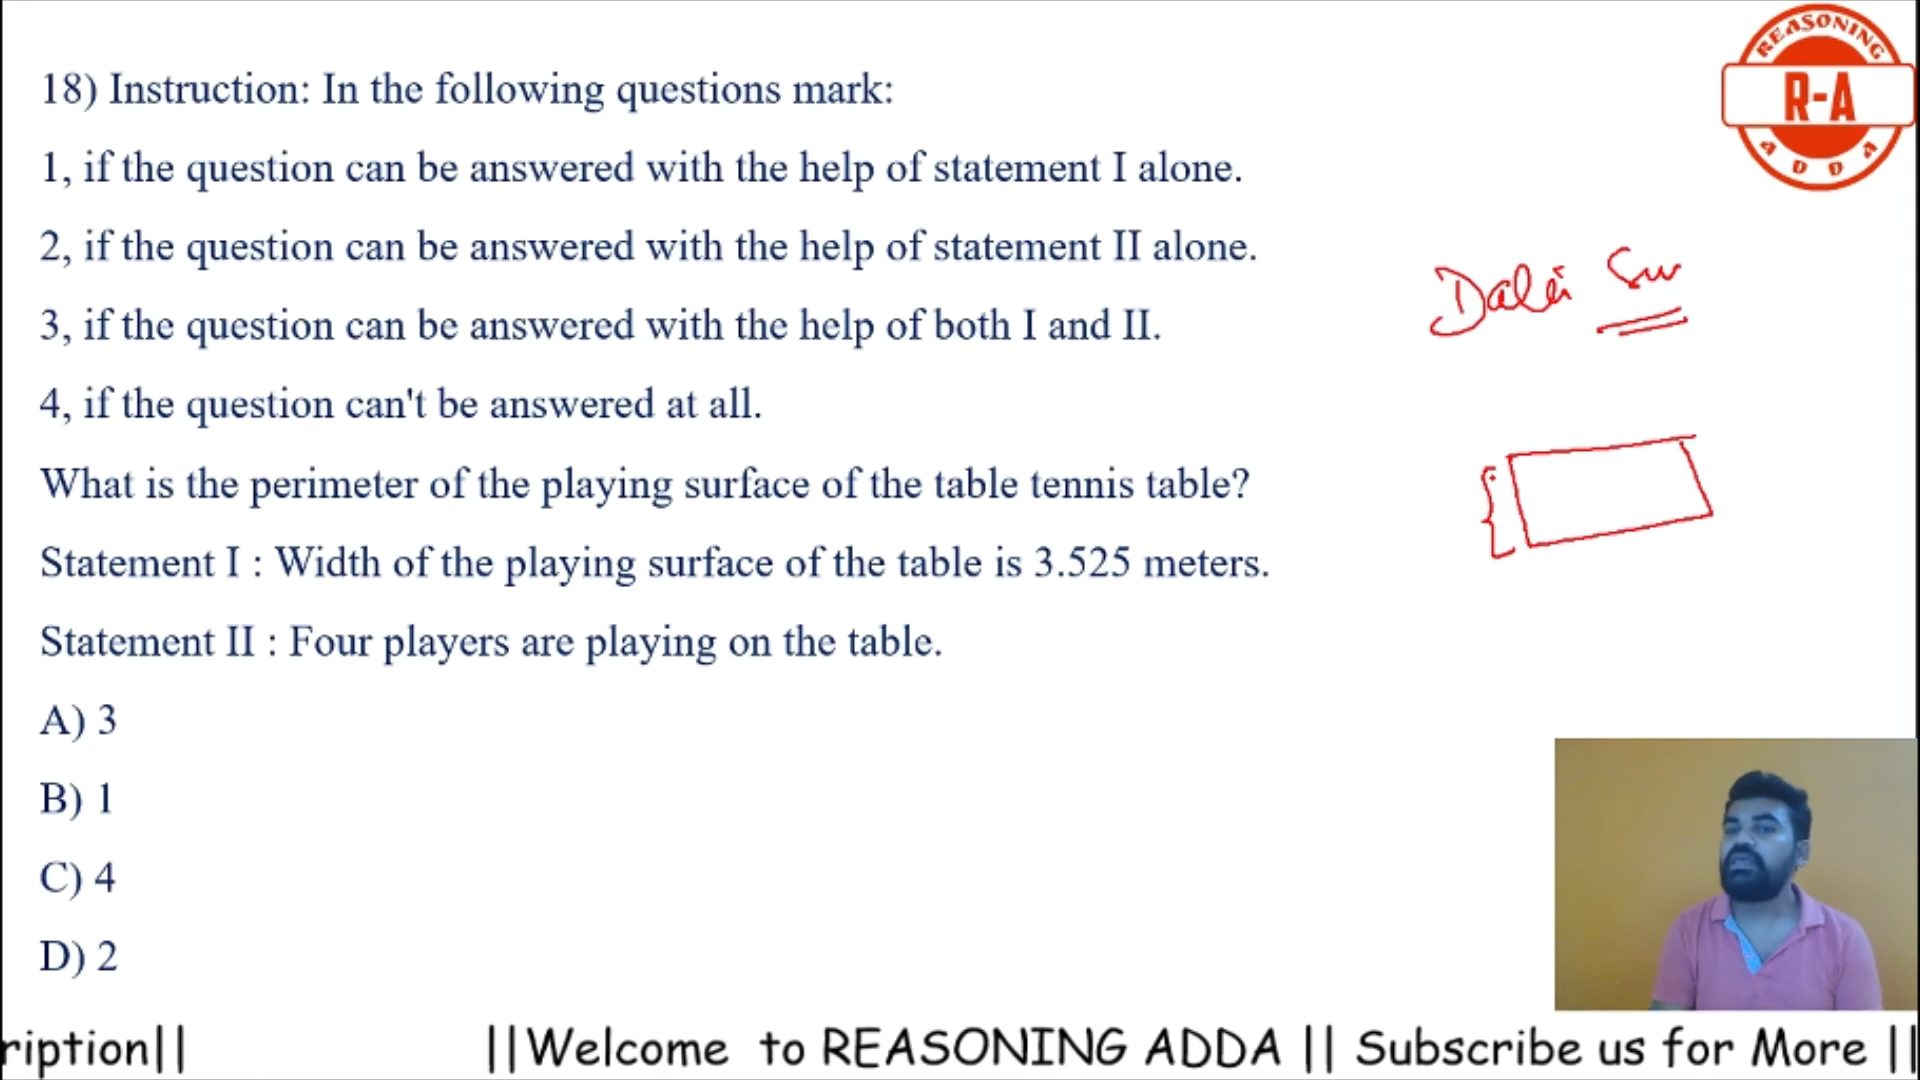 REASONING
R-A
ADDA
18) Instruction: In the following questions mark:
1, if the question can be answered with the help of statement I alone.
2, if the question can be answered with the help of statement II alone.
3, if the question can be answered with the help of both I and II.
4, if the question can't be answered at all.
What is the perimeter of the playing surface of the table tennis table?
Statement I : Width of the playing surface of the table is 3.525 meters.
Statement II : Four players are playing on the table.
A) 3
B) 1
C) 4
D) 2
ription|| ||Welcome to REASONING ADDA || Subscribe us for More ||